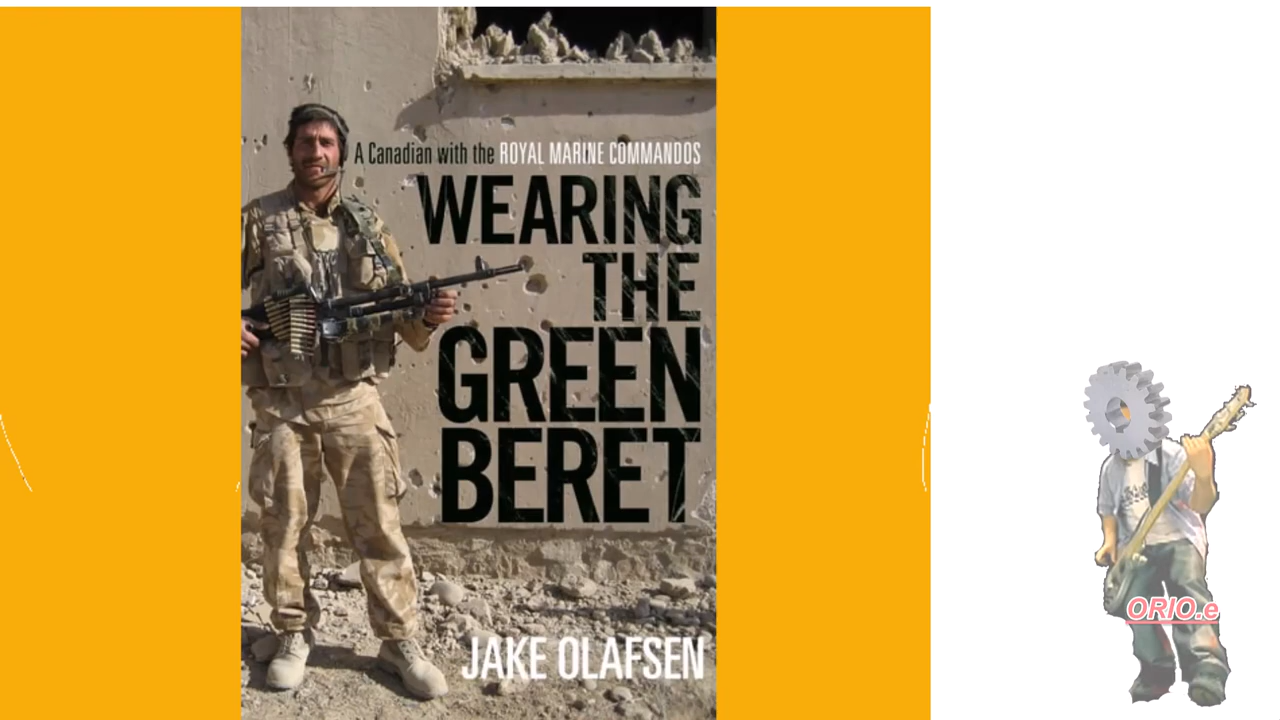 A Canadian with the ROYAL MARINE COMMANDOS
WEARING
THE
GREEN
BERET
JAKE OLAFSEN
ORIO.e